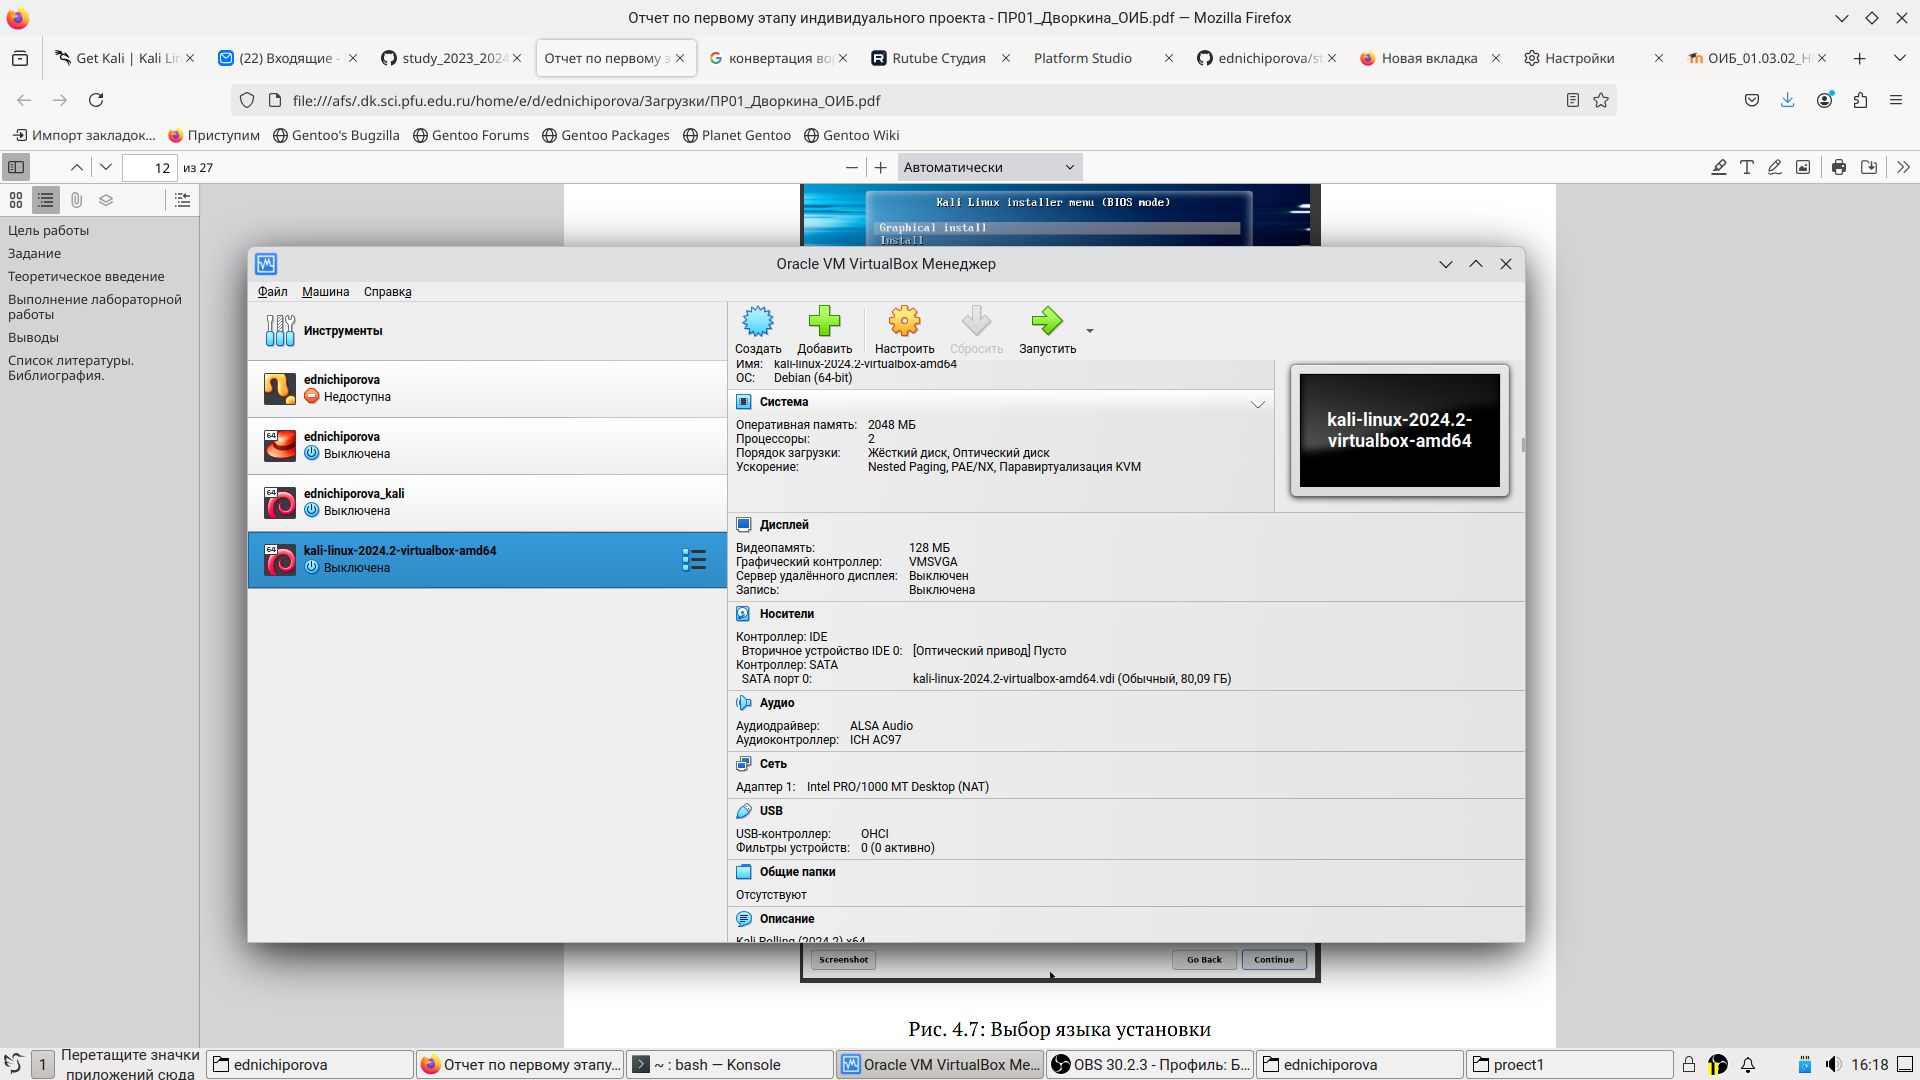 Отчет по первому этапу индивидуального проекта - ПР01_Дворкина_ОИБ.pdf — Mozilla Firefox
Get Kali | Kali Lin
(22) Входящие -
study_2023_2024
Отчет по первому э
конвертация вор
Rutube Студия
Platform Studio
ednichiporova/st
Новая вкладка
Настройки
ОИБ_01.03.02_Н
file:///afs/.dk.sci.pfu.edu.ru/home/e/d/ednichiporova/Загрузки/ПР01_Дворкина_ОИБ.pdf
Импорт закладок...
Приступим
Gentoo's Bugzilla
Gentoo Forums
Gentoo Packages
Planet Gentoo
Gentoo Wiki
12 из 27
Автоматически
Цель работы
Задание
Теоретическое введение
Выполнение лабораторной
работы
Выводы
Список литературы.
Библиография.
Kali Linux installer menu (BIOS mode)
Graphical install
Install
Oracle VM VirtualBox Менеджер
Файл Машина Справка
Инструменты
ednichiporova
Недоступна
64
ednichiporova
Выключена
64
ednichiporova_kali
Выключена
64
kali-linux-2024.2-virtualbox-amd64
Выключена
Создать
Добавить
Настроить
Сбросить
Запустить
Имя: kali-linux-2024.2-virtualbox-amd64
ОС: Debian (64-bit)
Система
Оперативная память: 2048 МБ
Процессоры: 2
Порядок загрузки: Жёсткий диск, Оптический диск
Ускорение: Nested Paging, PAE/NX, Паравиртуализация KVM
kali-linux-2024.2-
virtualbox-amd64
Дисплей
Видеопамять: 128 МБ
Графический контроллер: VMSVGA
Сервер удалённого дисплея: Выключен
Запись: Выключена
Носители
Контроллер: IDE
Вторичное устройство IDE 0: [Оптический привод] Пусто
Контроллер: SATA
SATA порт 0: kali-linux-2024.2-virtualbox-amd64.vdi (Обычный, 80,09 ГБ)
Аудио
Аудиодрайвер: ALSA Audio
Аудиоконтроллер: ICH AC97
Сеть
Адаптер 1: Intel PRO/1000 MT Desktop (NAT)
USB
USB-контроллер: OHCI
Фильтры устройств: 0 (0 активно)
Общие папки
Отсутствуют
Описание
Kali Rolling (2024.2) x64
Screenshot
Go Back
Continue
Рис. 4.7: Выбор языка установки
1
Перетащите значки
приложений сюда
ednichiporova
Отчет по первому этапу...
~ : bash — Konsole
Oracle VM VirtualBox Ме...
OBS 30.2.3 - Профиль: Б...
ednichiporova
proect1
16:18